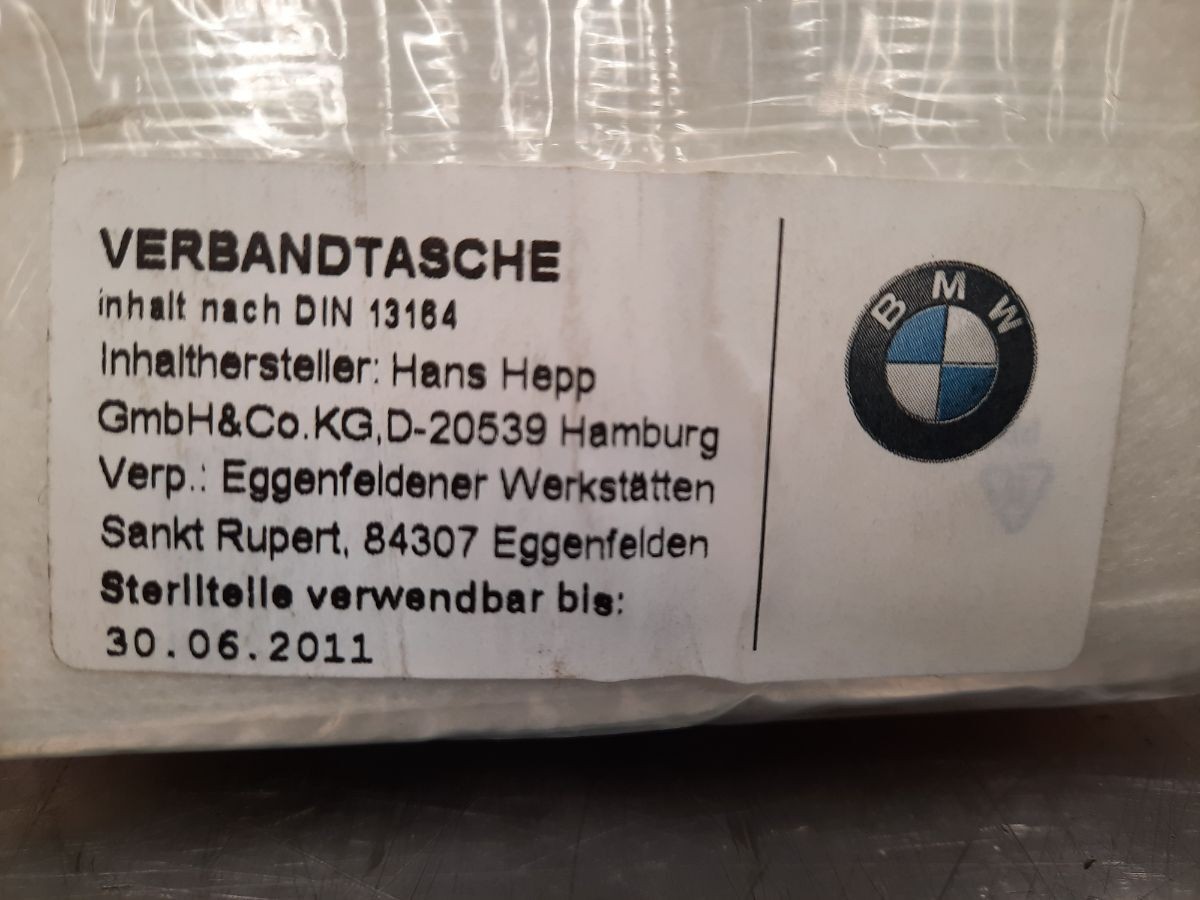 VERBANDTASCHE
inhalt nach DIN 13164
Inhalthersteller: Hans Hepp
GmbH&Co.KG,D-20539 Hamburg
Verp.: Eggenfeldener Werkstätten
Sankt Rupert, 84307 Eggenfelden
Sterilteile verwendbar bis:
30.06.2011
BMW